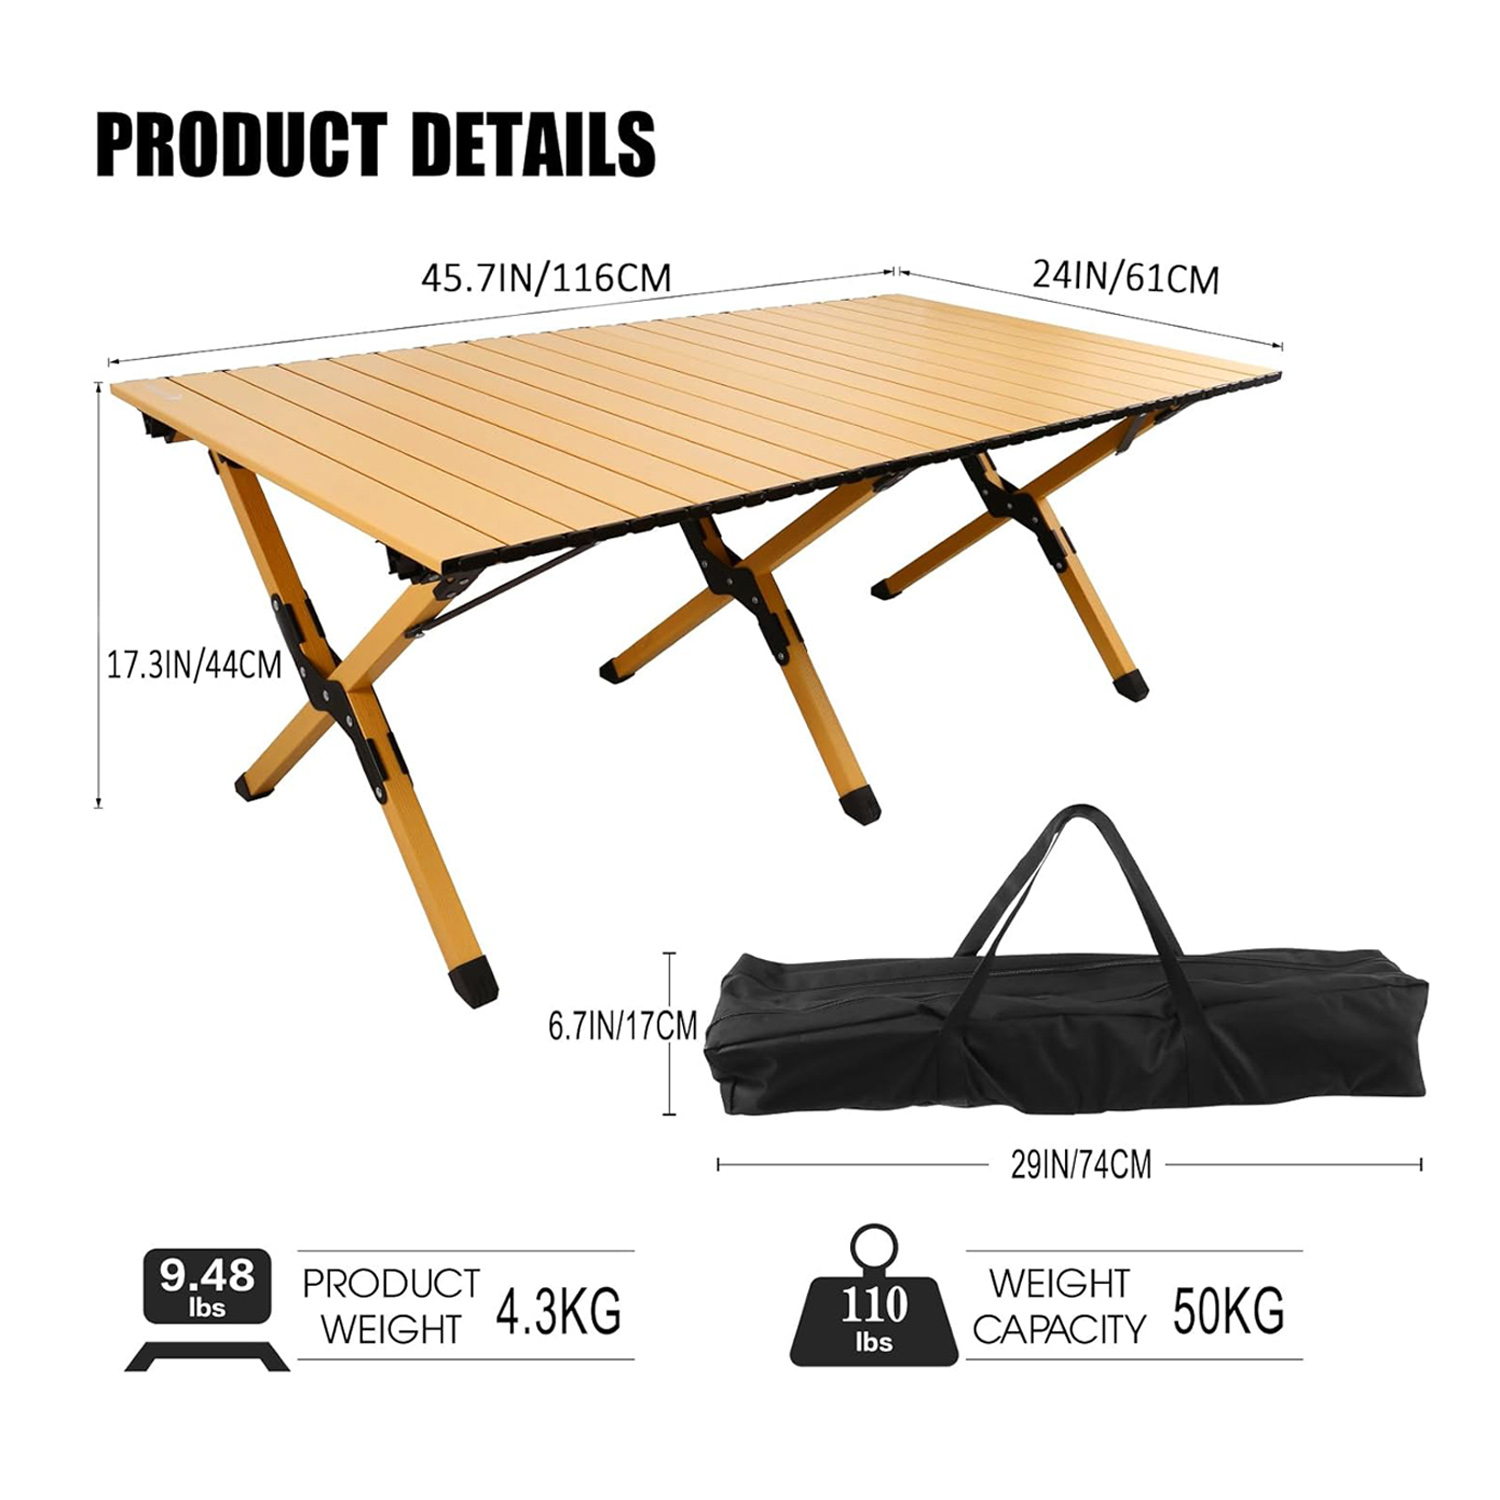 PRODUCT DETAILS
45.7IN/116CM
24IN/61CM
17.3IN/44CM
6.7IN/17CM
29IN/74CM
9.48
lbs
PRODUCT
WEIGHT
4.3KG
110
lbs
WEIGHT
CAPACITY
50KG